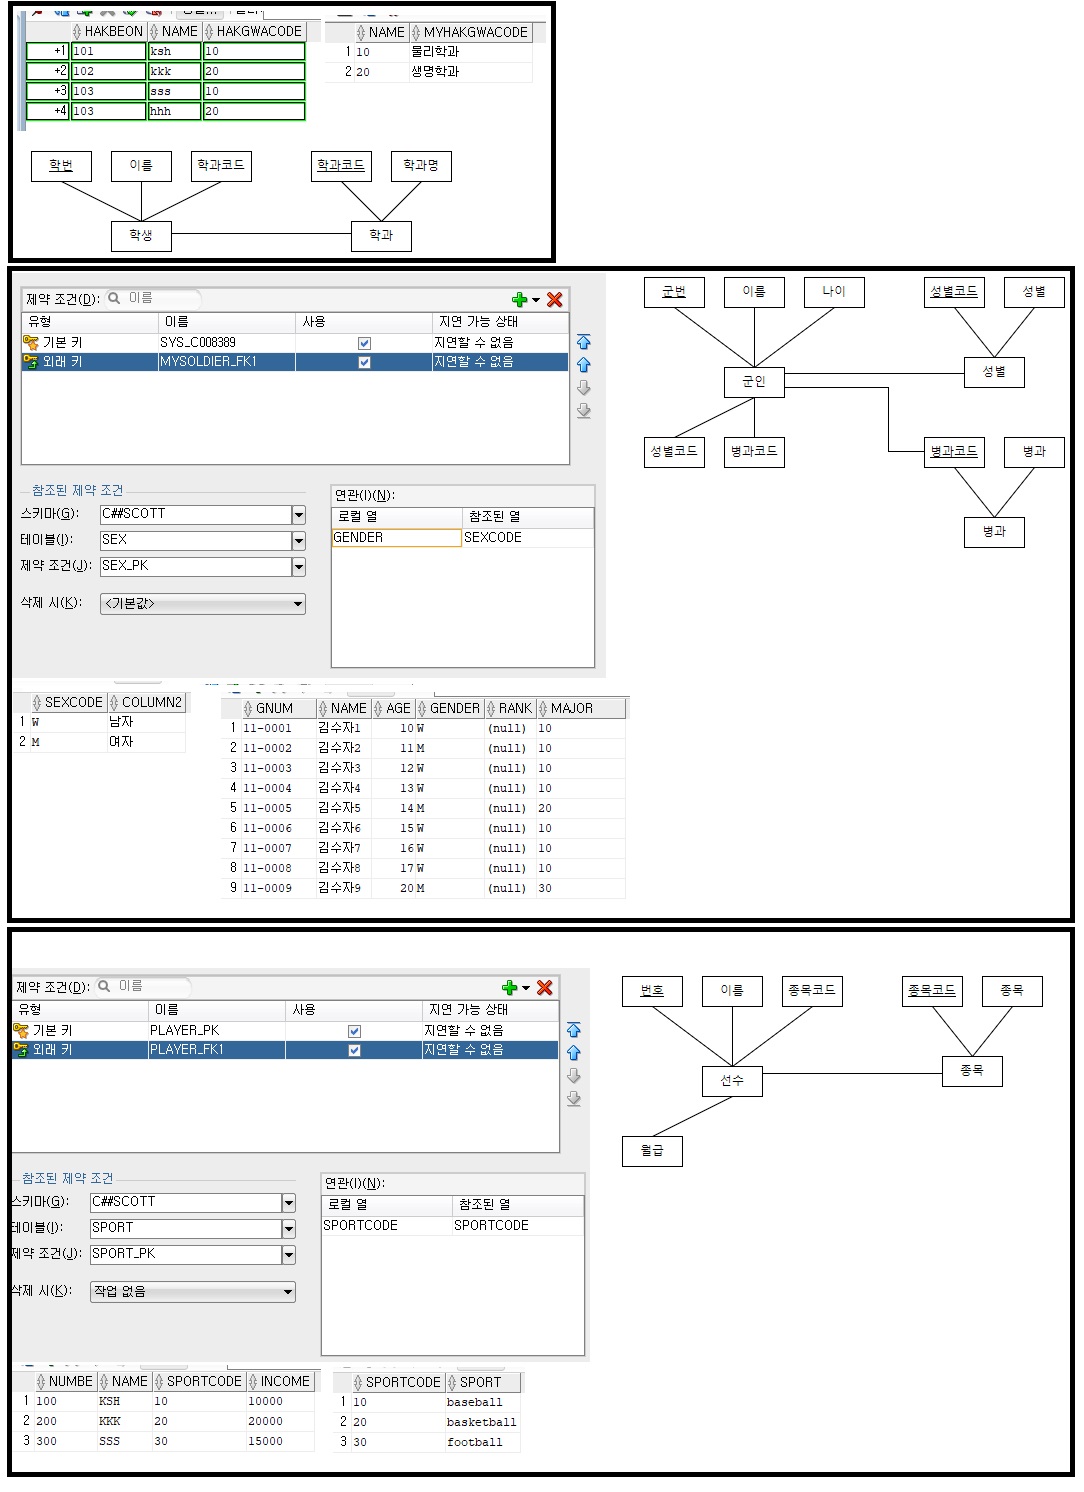 HAKBEON NAME HAKGWACODE
+1 101 ksh 10
+2 102 kkk 20
+3 103 sss 10
+4 103 hhh 20
NAME MYHAKGWACODE
1 10 물리학과
2 20 생명학과
학번 이름 학과코드 학과코드 학과명
학생 학과
제약 조건(D): 이름
유형 이름 사용 지연 가능 상태
기본 키 SYS_C008389 지연할 수 없음
외래 키 MYSOLDIER_FK1 지연할 수 없음
참조된 제약 조건
스키마(G): C##SCOTT
테이블(I): SEX
제약 조건(J): SEX_PK
삭제 시(K): <기본값>
연관(I)(N):
로컬 열 참조된 열
GENDER SEXCODE
군번 이름 나이 성별코드 성별
군인 성별
성별코드 병과코드 병과코드 병과
병과
SEXCODE COLUMN2
1 W 남자
2 M 여자
GNUM NAME AGE GENDER RANK MAJOR
1 11-0001 김수자1 10 W (null) 10
2 11-0002 김수자2 11 M (null) 10
3 11-0003 김수자3 12 W (null) 10
4 11-0004 김수자4 13 W (null) 10
5 11-0005 김수자5 14 M (null) 20
6 11-0006 김수자6 15 W (null) 10
7 11-0007 김수자7 16 W (null) 10
8 11-0008 김수자8 17 W (null) 10
9 11-0009 김수자9 20 M (null) 30
제약 조건(D): 이름
유형 이름 사용 지연 가능 상태
기본 키 PLAYER_PK 지연할 수 없음
외래 키 PLAYER_FK1 지연할 수 없음
참조된 제약 조건
스키마(G): C##SCOTT
테이블(I): SPORT
제약 조건(J): SPORT_PK
삭제 시(K): 작업 없음
연관(I)(N):
로컬 열 참조된 열
SPORTCODE SPORTCODE
번호 이름 종목코드 종목코드 종목
선수 종목
월급
NUMBE NAME SPORTCODE INCOME
1 100 KSH 10 10000
2 200 KKK 20 20000
3 300 SSS 30 15000
SPORTCODE SPORT
1 10 baseball
2 20 basketball
3 30 football